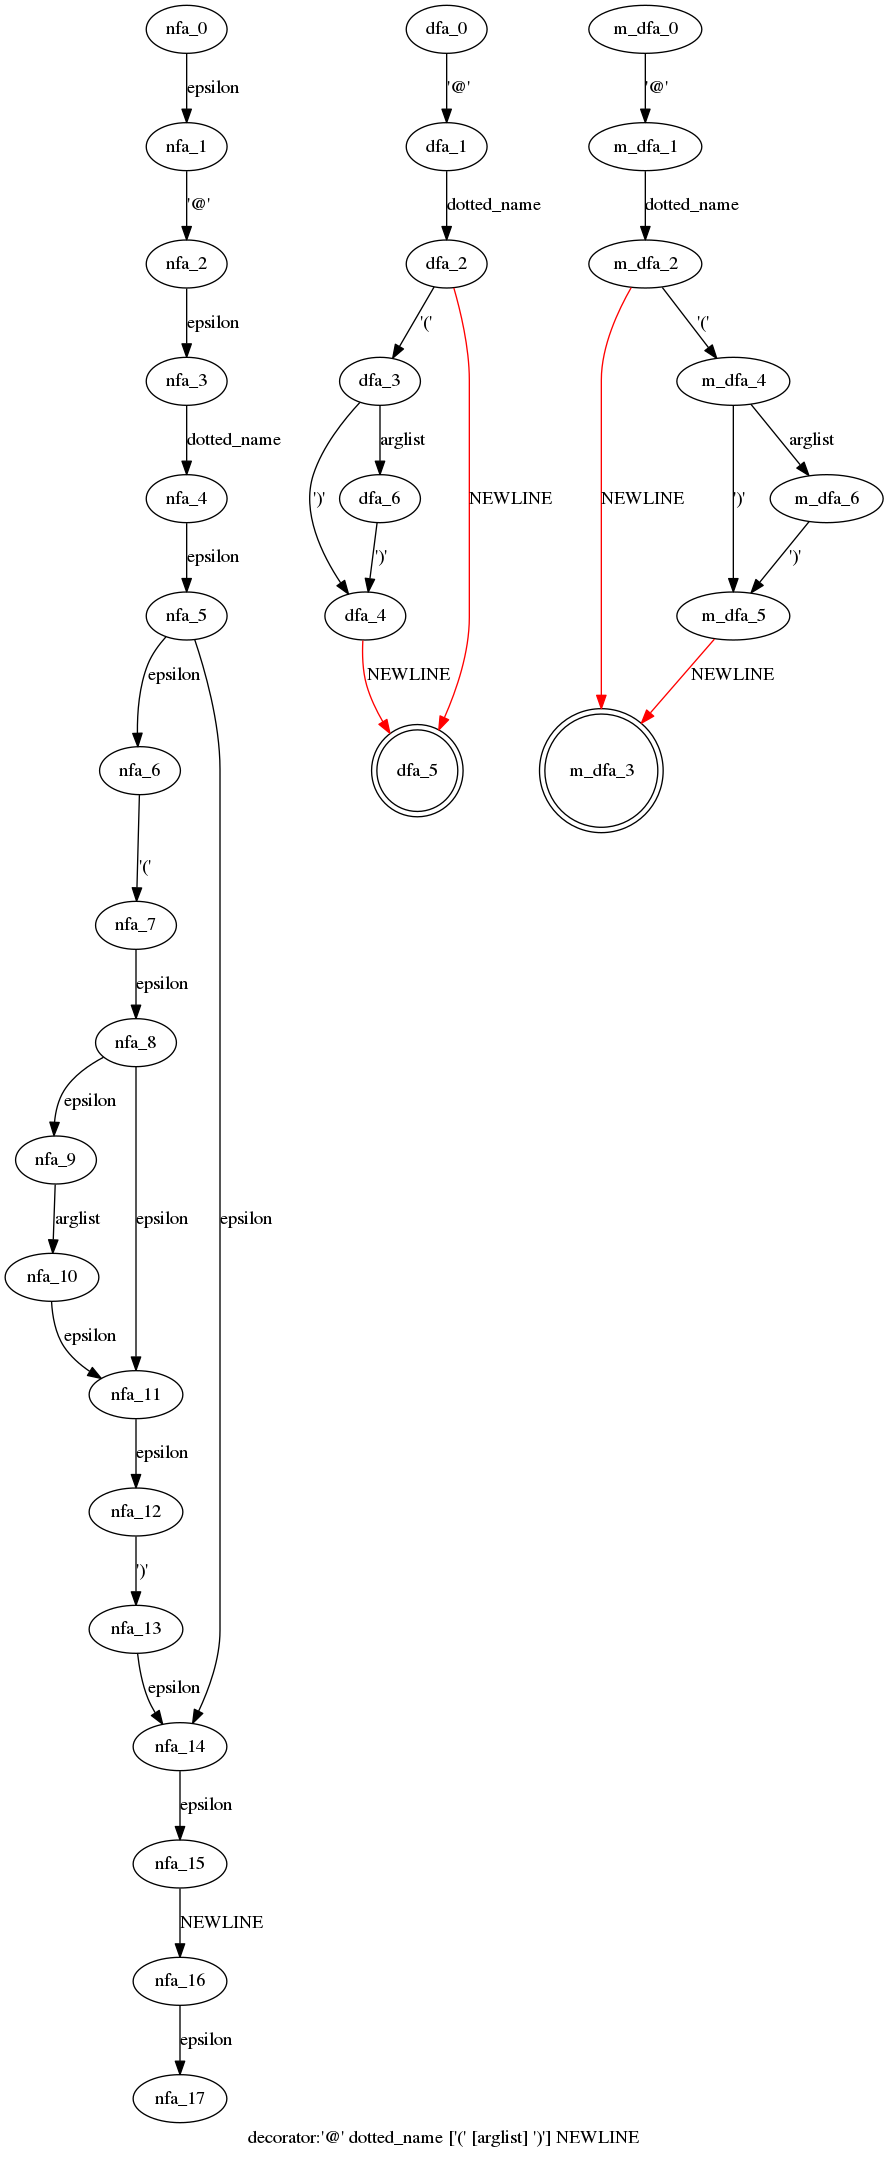 nfa_0
dfa_0
m_dfa_0
epsilon
'@'
'@'
nfa_1
dfa_1
m_dfa_1
'@'
dotted_name
dotted_name
nfa_2
dfa_2
m_dfa_2
epsilon
'('
'('
nfa_3
dfa_3
m_dfa_4
dotted_name
arglist
arglist
nfa_4
')'
dfa_6
NEWLINE
NEWLINE
')'
m_dfa_6
epsilon
')'
')'
nfa_5
dfa_4
m_dfa_5
epsilon
NEWLINE
NEWLINE
nfa_6
dfa_5
m_dfa_3
'('
nfa_7
epsilon
nfa_8
epsilon
nfa_9
arglist
epsilon
epsilon
nfa_10
epsilon
nfa_11
epsilon
nfa_12
')'
nfa_13
epsilon
nfa_14
epsilon
nfa_15
NEWLINE
nfa_16
epsilon
nfa_17
decorator:'@' dotted_name ['(' [arglist] ')'] NEWLINE